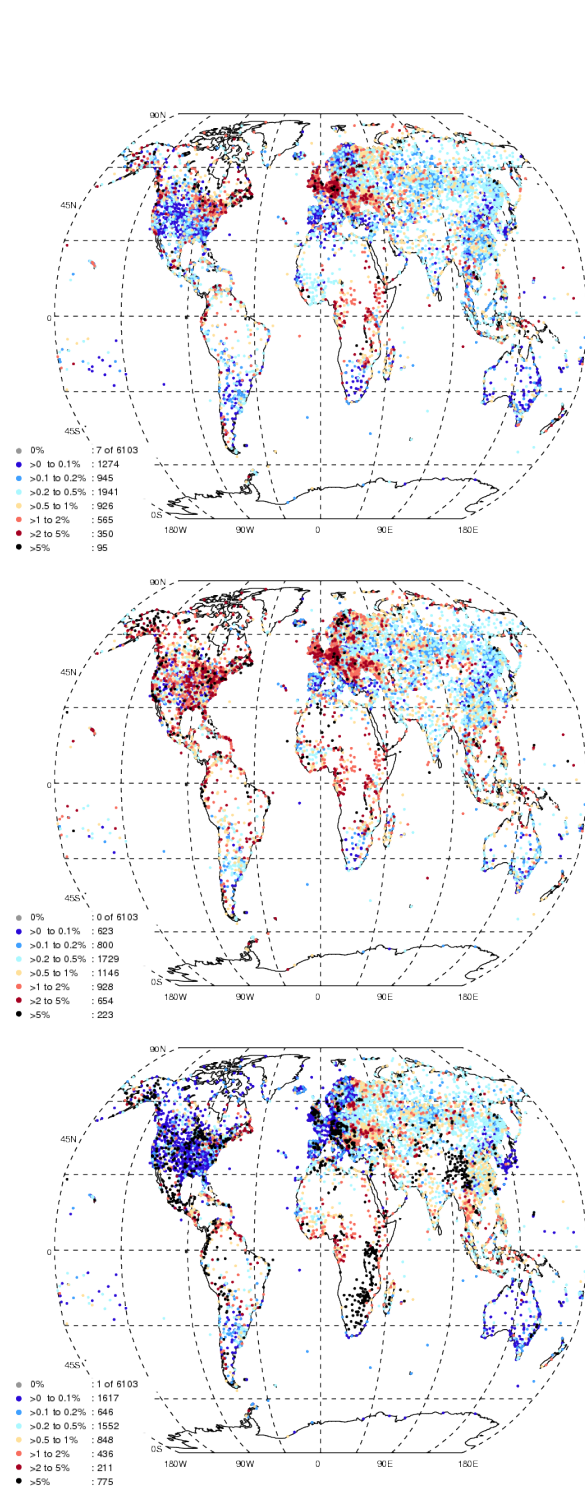 90N
45N
0
45S
0% : 7 of 6103
>0 to 0.1% : 1274
>0.1 to 0.2% : 945
>0.2 to 0.5% : 1941
>0.5 to 1% : 926
>1 to 2% : 565
>2 to 5% : 350
>5% : 95
0S
180W 90W 0 90E 180E
90N
45N
0
45S
0% : 0 of 6103
>0 to 0.1% : 623
>0.1 to 0.2% : 800
>0.2 to 0.5% : 1729
>0.5 to 1% : 1146
>1 to 2% : 928
>2 to 5% : 654
>5% : 223
0S
180W 90W 0 90E 180E
90N
45N
0
45S
0% : 1 of 6103
>0 to 0.1% : 1617
>0.1 to 0.2% : 646
>0.2 to 0.5% : 1552
>0.5 to 1% : 848
>1 to 2% : 436
>2 to 5% : 211
>5% : 775
0S
180W 90W 0 90E 180E